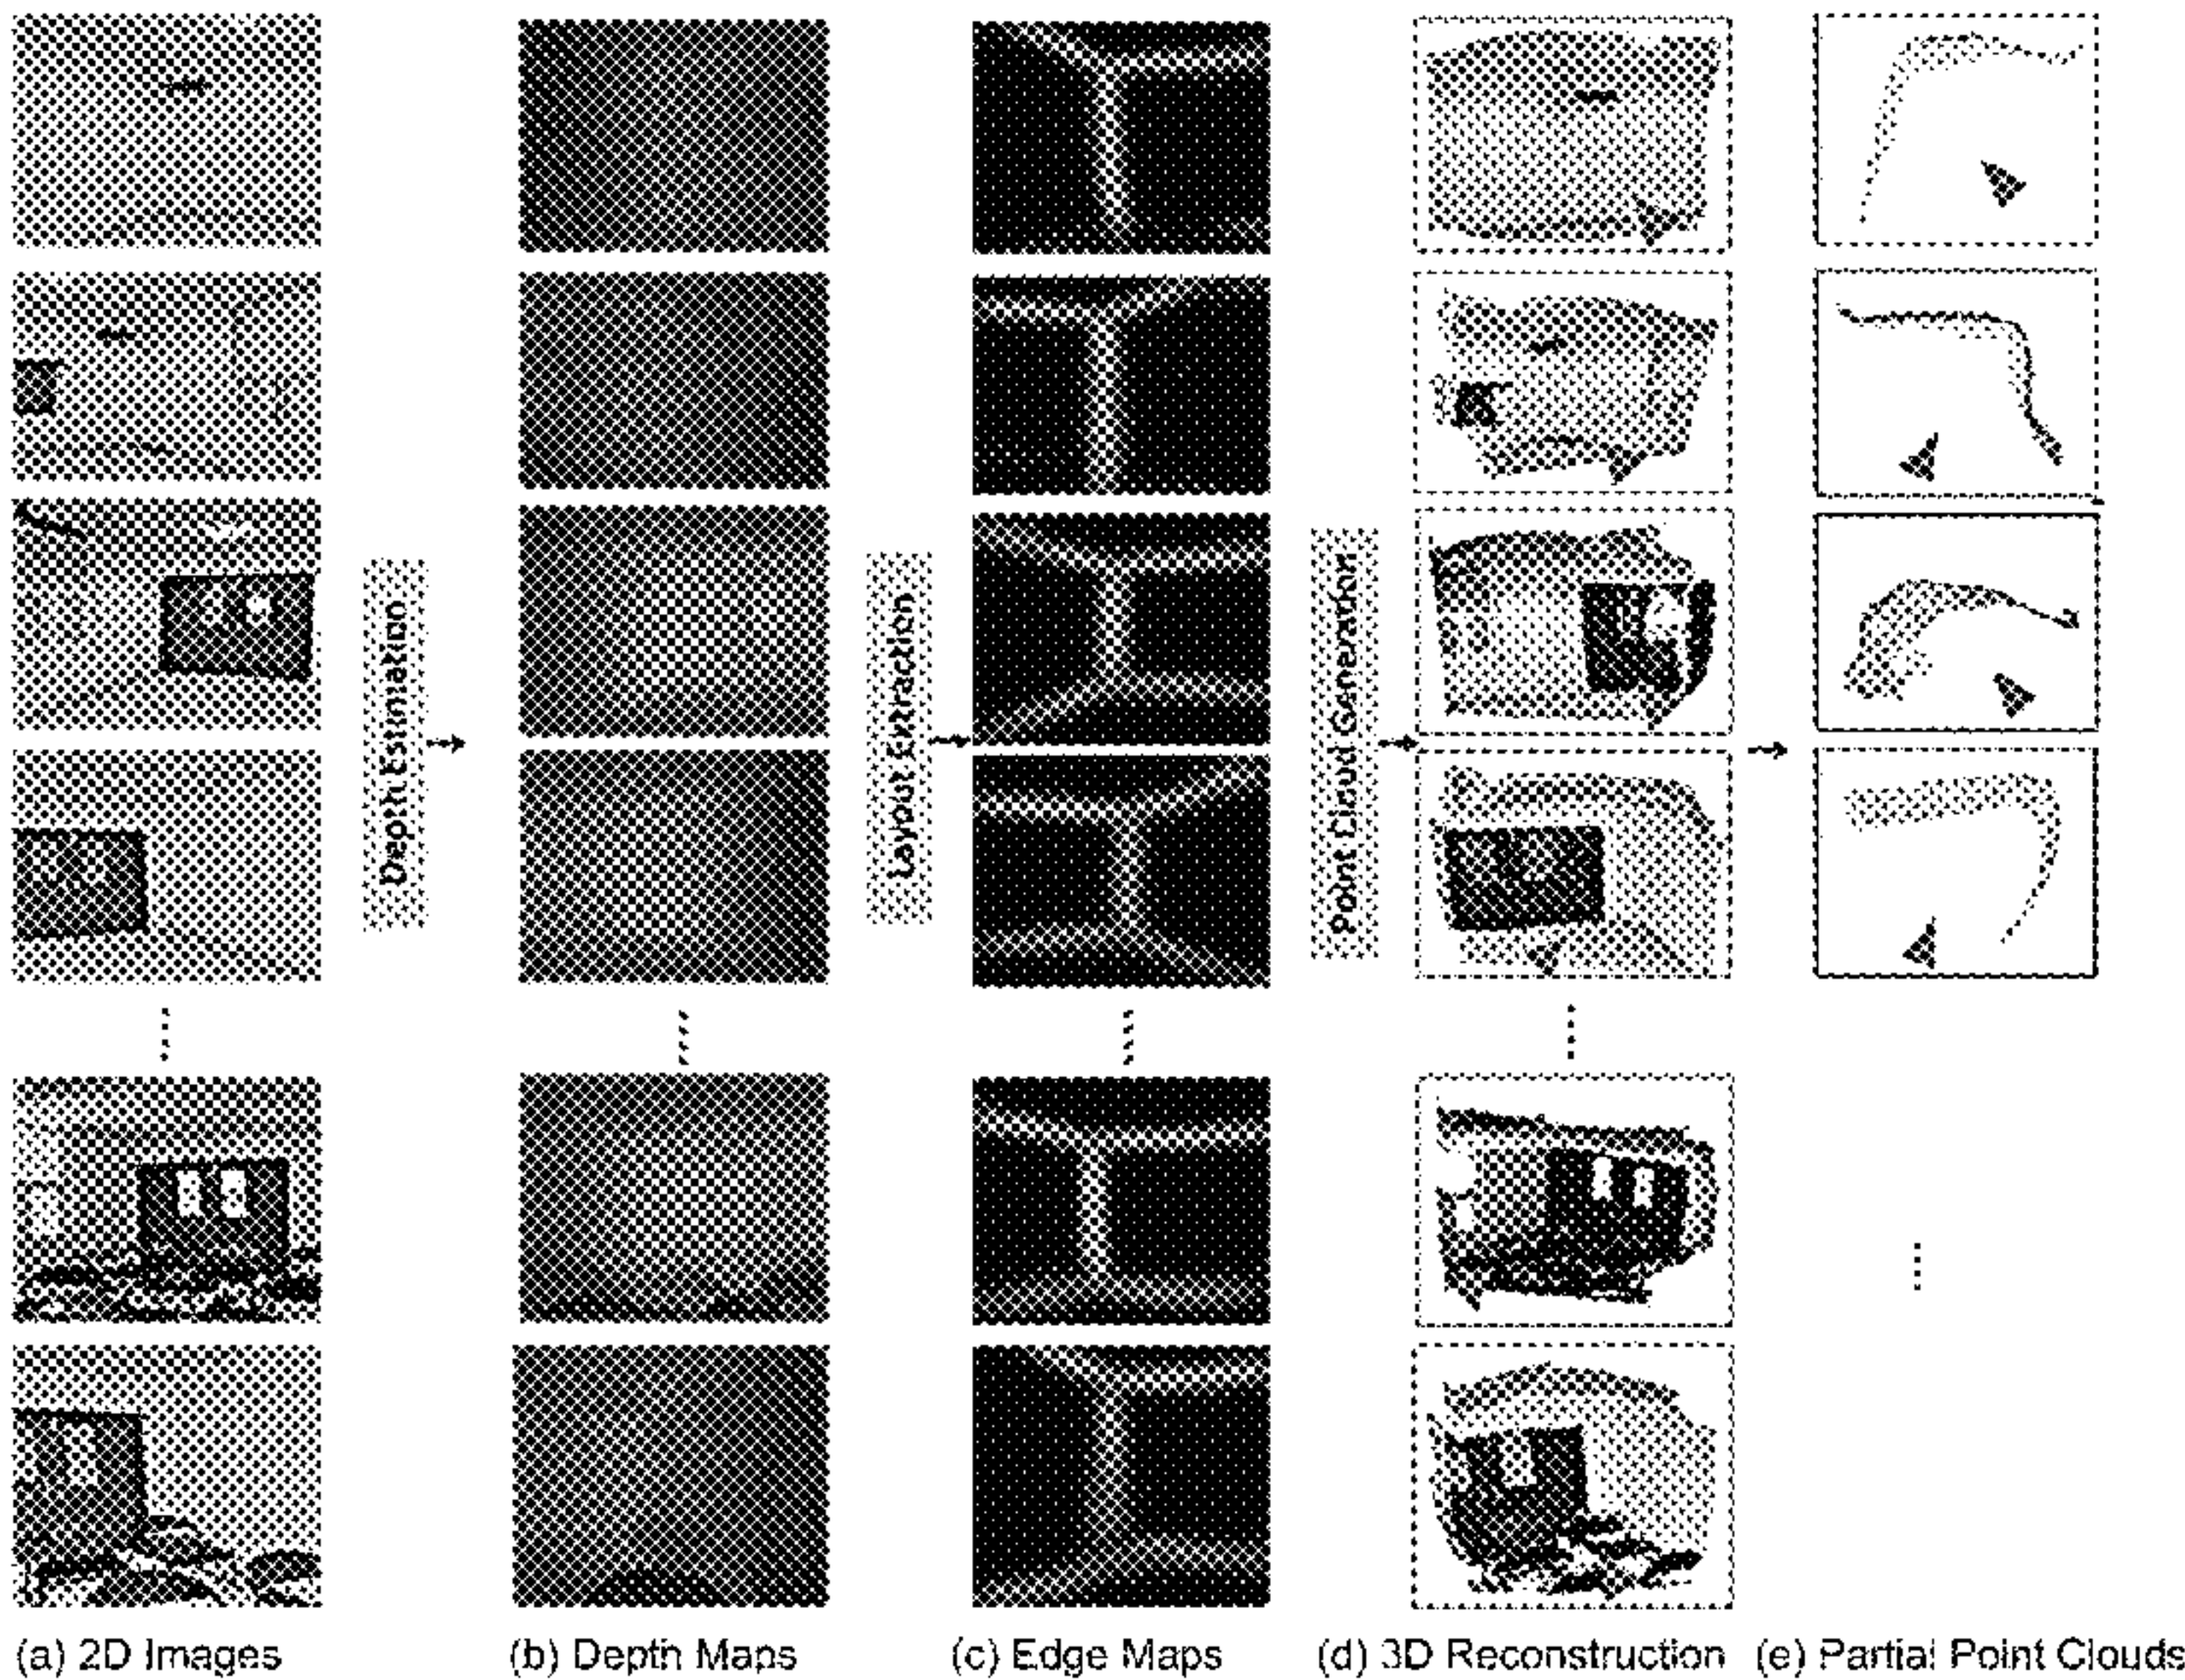 Depth Estimation
Layout Extraction
Point Cloud Generation
(a) 2D Images
(b) Depth Maps
(c) Edge Maps
(d) 3D Reconstruction
(e) Partial Point Clouds